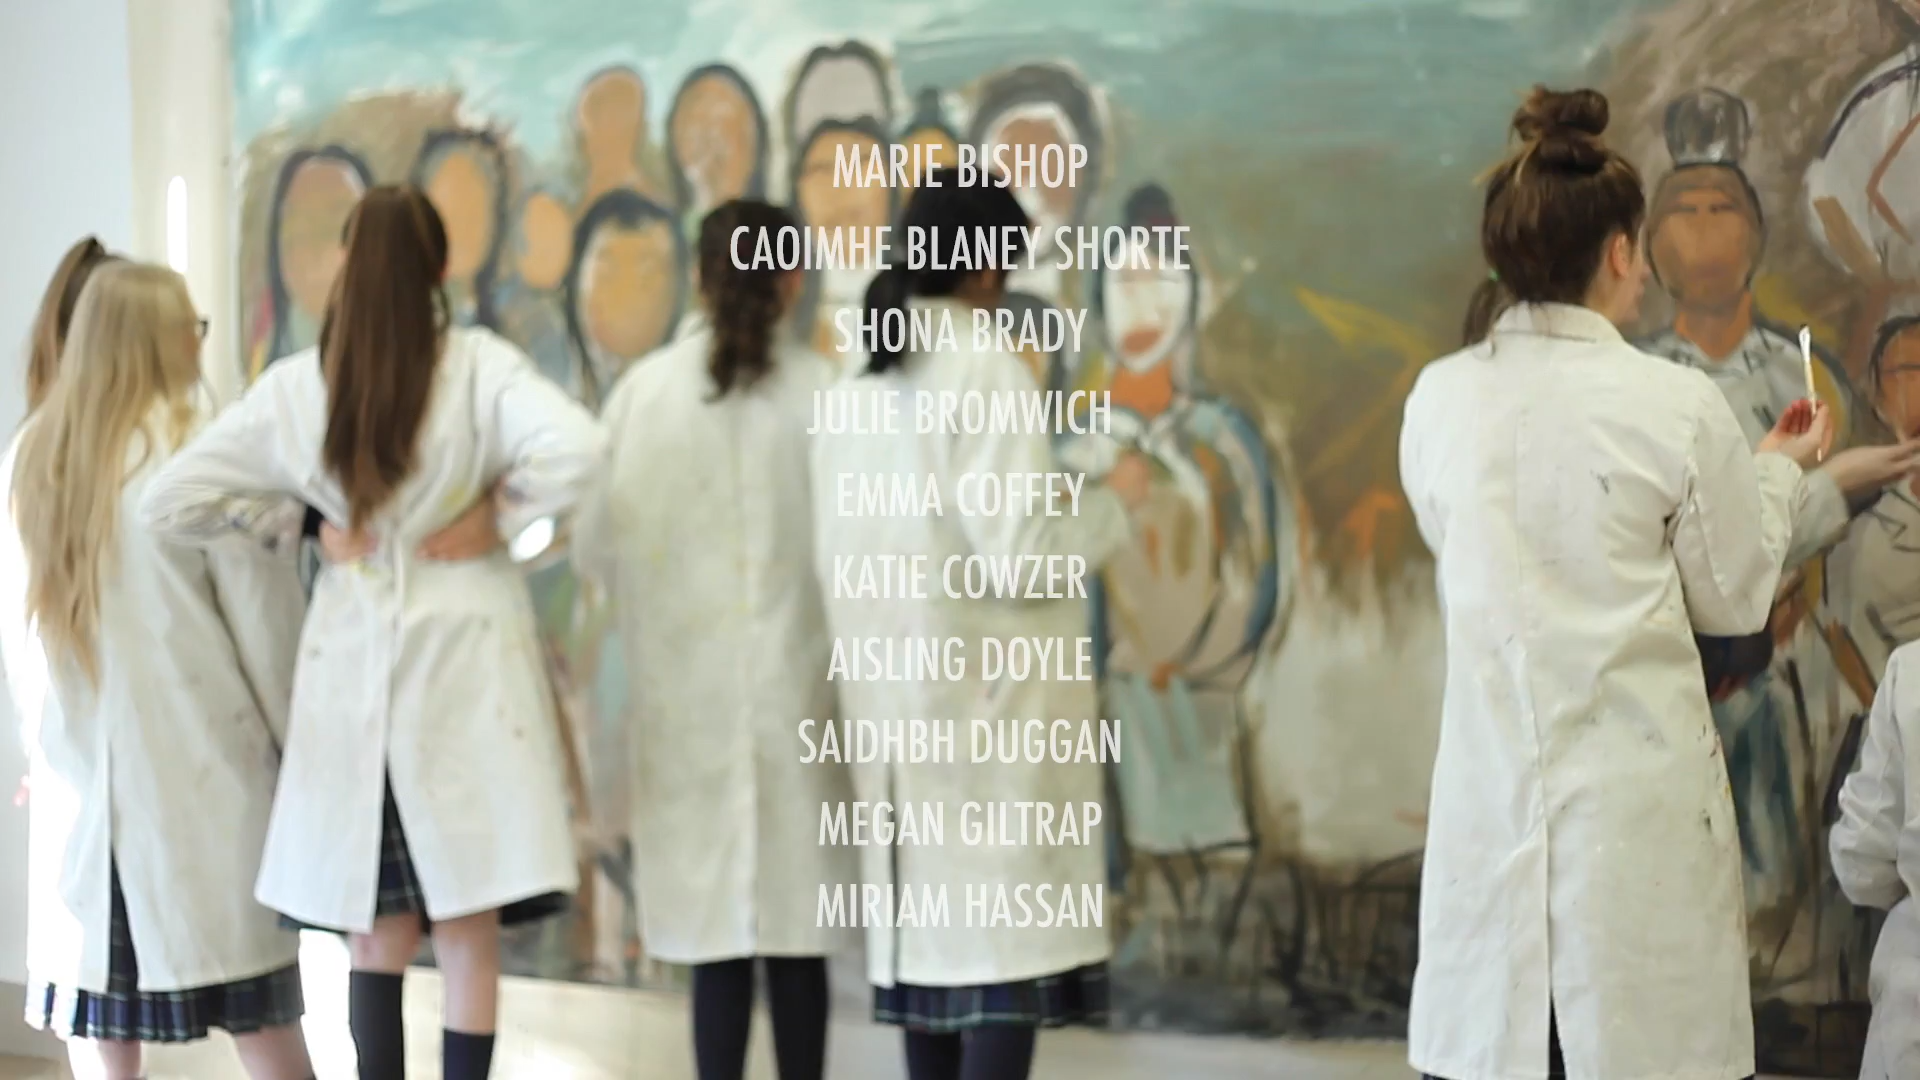 MARIE BISHOP
CAOIMHE BLANEY SHORTE
SHONA BRADY
JULIE BROMWICH
EMMA COFFEY
KATIE COWZER
AISLING DOYLE
SAIDHBH DUGGAN
MEGAN GILTRAP
MIRIAM HASSAN